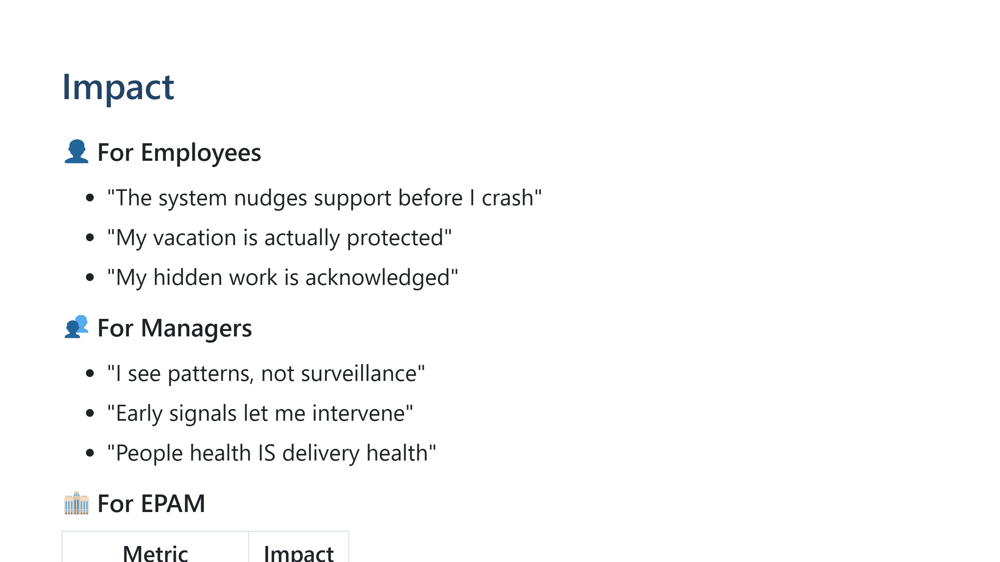 Impact
For Employees
"The system nudges support before I crash"
"My vacation is actually protected"
"My hidden work is acknowledged"
For Managers
"I see patterns, not surveillance"
"Early signals let me intervene"
"People health IS delivery health"
For EPAM
Metric Impact